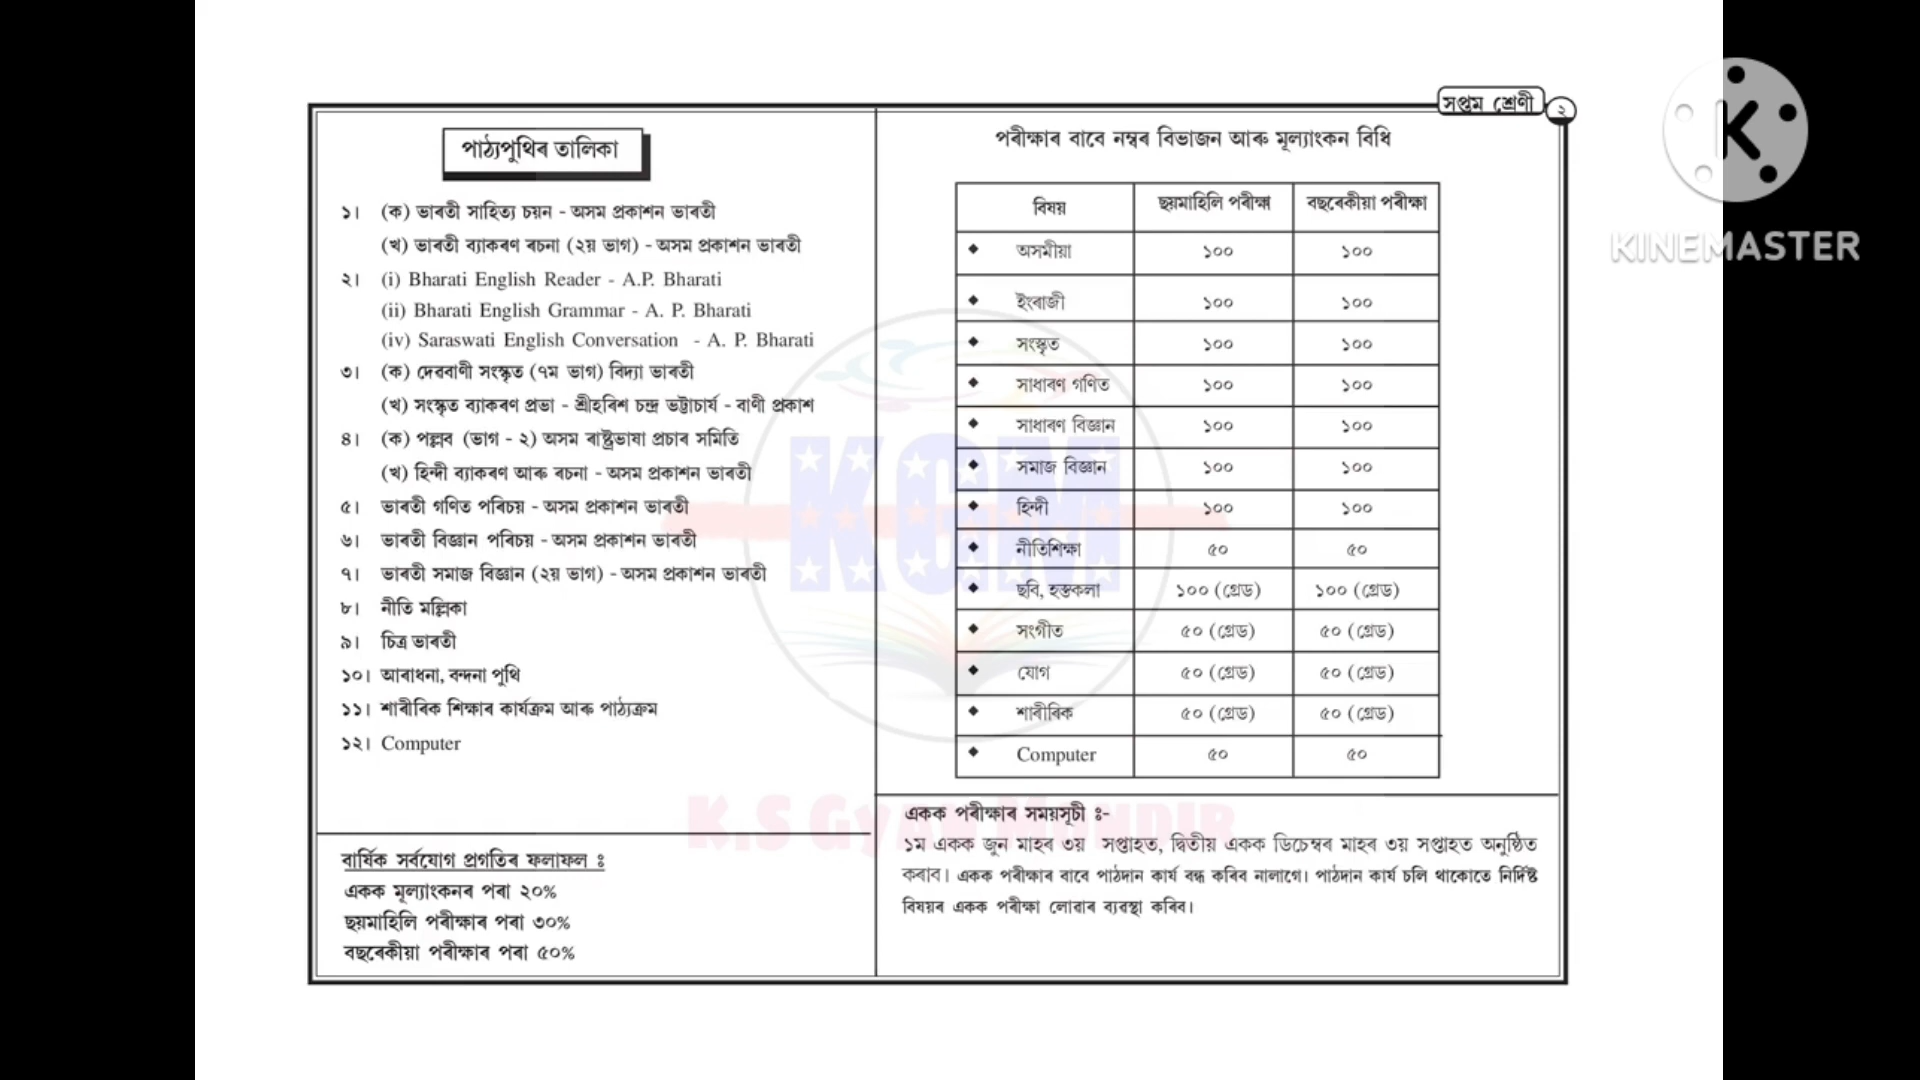 সপ্তম শ্ৰেণী ২
পাঠ্যপুথিৰ তালিকা
১। (ক) ভাৰতী সাহিত্য চয়ন - অসম প্ৰকাশন ভাৰতী
(খ) ভাৰতী ব্যাকৰণ ৰচনা (২য় ভাগ) - অসম প্ৰকাশন ভাৰতী
২। (i) Bharati English Reader - A.P. Bharati
(ii) Bharati English Grammar - A. P. Bharati
(iv) Saraswati English Conversation - A. P. Bharati
৩। (ক) দেৱবাণী সংস্কৃত (৭ম ভাগ) বিদ্যা ভাৰতী
(খ) সংস্কৃত ব্যাকৰণ প্ৰভা - শ্ৰীহৰিশ চন্দ্ৰ ভট্টাচাৰ্য - বাণী প্ৰকাশ
৪। (ক) পল্লব (ভাগ - ২) অসম ৰাষ্ট্ৰভাষা প্ৰচাৰ সমিতি
(খ) হিন্দী ব্যাকৰণ আৰু ৰচনা - অসম প্ৰকাশন ভাৰতী
৫। ভাৰতী গণিত পৰিচয় - অসম প্ৰকাশন ভাৰতী
৬। ভাৰতী বিজ্ঞান পৰিচয় - অসম প্ৰকাশন ভাৰতী
৭। ভাৰতী সমাজ বিজ্ঞান (২য় ভাগ) - অসম প্ৰকাশন ভাৰতী
৮। নীতি মল্লিকা
৯। চিত্ৰ ভাৰতী
১০। আৰাধনা, বন্দনা পুথি
১১। শাৰীৰিক শিক্ষাৰ কাৰ্যক্ৰম আৰু পাঠ্যক্ৰম
১২। Computer
বাৰ্ষিক সৰ্বযোগ প্ৰগতিৰ ফলাফল ঃ
একক মূল্যাংকনৰ পৰা ২০%
ছয়মাহিলি পৰীক্ষাৰ পৰা ৩০%
বছৰেকীয়া পৰীক্ষাৰ পৰা ৫০%
পৰীক্ষাৰ বাবে নম্বৰ বিভাজন আৰু মূল্যাংকন বিধি
বিষয় ছয়মাহিলি পৰীক্ষা বছৰেকীয়া পৰীক্ষা
◆ অসমীয়া ১০০ ১০০
◆ ইংৰাজী ১০০ ১০০
◆ সংস্কৃত ১০০ ১০০
◆ সাধাৰণ গণিত ১০০ ১০০
◆ সাধাৰণ বিজ্ঞান ১০০ ১০০
◆ সমাজ বিজ্ঞান ১০০ ১০০
◆ হিন্দী ১০০ ১০০
◆ নীতিশিক্ষা ৫০ ৫০
◆ ছবি, হস্তকলা ১০০ (গ্ৰেড) ১০০ (গ্ৰেড)
◆ সংগীত ৫০ (গ্ৰেড) ৫০ (গ্ৰেড)
◆ যোগ ৫০ (গ্ৰেড) ৫০ (গ্ৰেড)
◆ শাৰীৰিক ৫০ (গ্ৰেড) ৫০ (গ্ৰেড)
◆ Computer ৫০ ৫০
একক পৰীক্ষাৰ সময়সূচী ঃ-
১ম একক জুন মাহৰ ৩য় সপ্তাহত, দ্বিতীয় একক ডিচেম্বৰ মাহৰ ৩য় সপ্তাহত অনুষ্ঠিত
কৰাব। একক পৰীক্ষাৰ বাবে পাঠদান কাৰ্য বন্ধ কৰিব নালাগে। পাঠদান কাৰ্য চলি থাকোতে নিৰ্দিষ্ট
বিষয়ৰ একক পৰীক্ষা লোৱাৰ ব্যৱস্থা কৰিব।
KGM
K.S Gyan Mondir
K
KINEMASTER